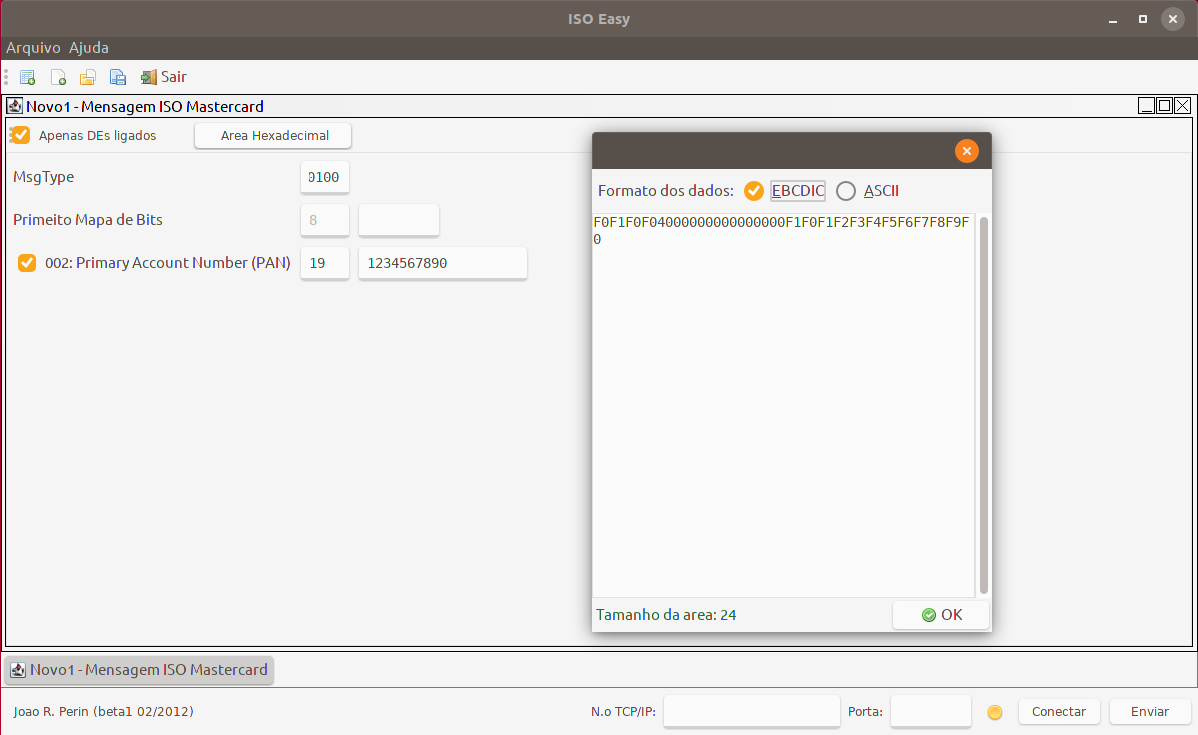 ISO Easy
Arquivo Ajuda
Sair
Novo1 - Mensagem ISO Mastercard
Apenas DEs ligados
Area Hexadecimal
MsgType
0100
Primeito Mapa de Bits
8
002: Primary Account Number (PAN)
19
1234567890
Formato dos dados:
EBCDIC
ASCII
F0F1F0F04000000000000000F1F0F1F2F3F4F5F6F7F8F9F
0
Tamanho da area: 24
OK
Novo1 - Mensagem ISO Mastercard
Joao R. Perin (beta1 02/2012)
N.o TCP/IP:
Porta:
Conectar
Enviar